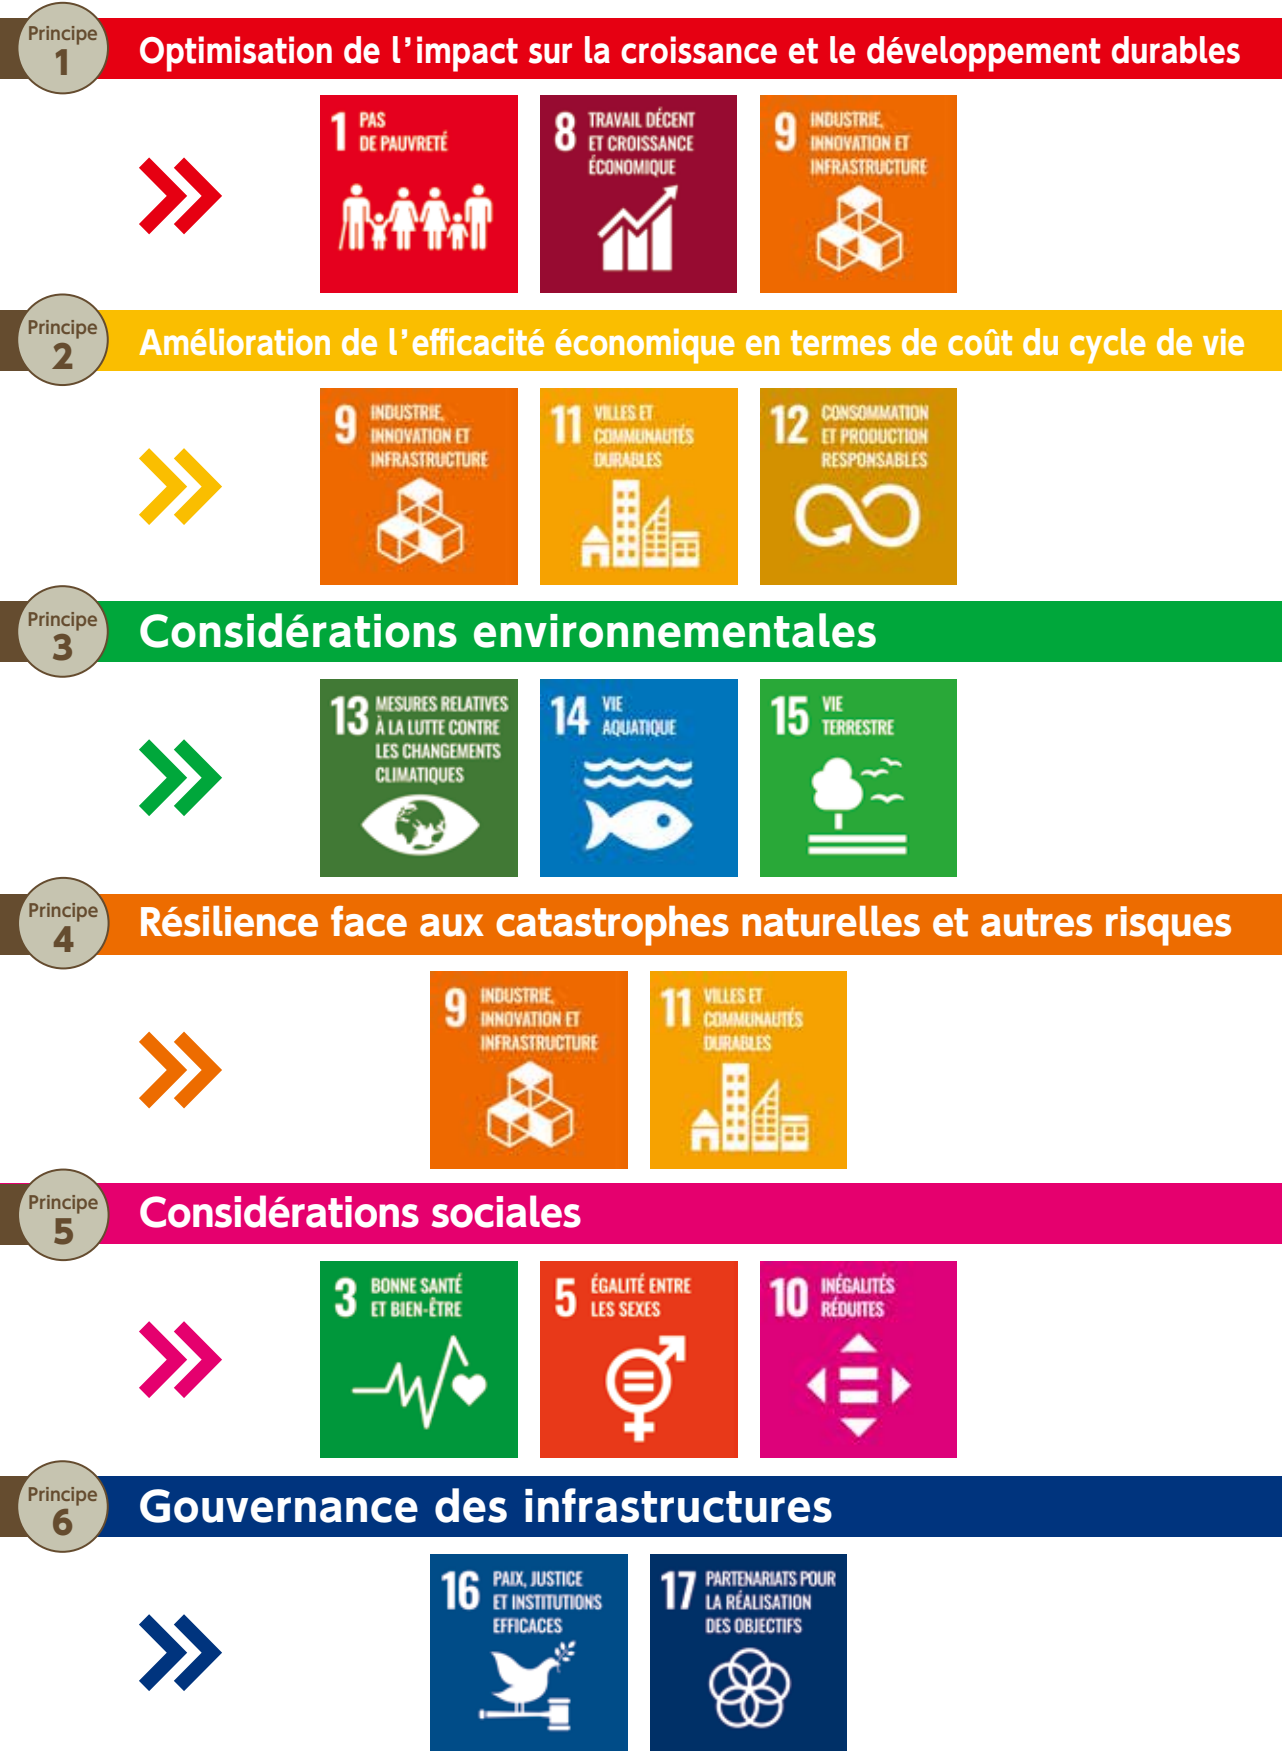 Principe
1
Optimisation de l'impact sur la croissance et le développement durables
1 PAS
DE PAUVRETÉ
8 TRAVAIL DÉCENT
ET CROISSANCE
ÉCONOMIQUE
9 INDUSTRIE,
INNOVATION ET
INFRASTRUCTURE
Principe
2
Amélioration de l'efficacité économique en termes de coût du cycle de vie
9 INDUSTRIE,
INNOVATION ET
INFRASTRUCTURE
11 VILLES ET
COMMUNAUTÉS
DURABLES
12 CONSOMMATION
ET PRODUCTION
RESPONSABLES
Principe
3
Considérations environnementales
13 MESURES RELATIVES
À LA LUTTE CONTRE
LES CHANGEMENTS
CLIMATIQUES
14 VIE
AQUATIQUE
15 VIE
TERRESTRE
Principe
4
Résilience face aux catastrophes naturelles et autres risques
9 INDUSTRIE,
INNOVATION ET
INFRASTRUCTURE
11 VILLES ET
COMMUNAUTÉS
DURABLES
Principe
5
Considérations sociales
3 BONNE SANTÉ
ET BIEN-ÊTRE
5 ÉGALITÉ ENTRE
LES SEXES
10 INÉGALITÉS
RÉDUITES
Principe
6
Gouvernance des infrastructures
16 PAIX, JUSTICE
ET INSTITUTIONS
EFFICACES
17 PARTENARIATS POUR
LA RÉALISATION
DES OBJECTIFS